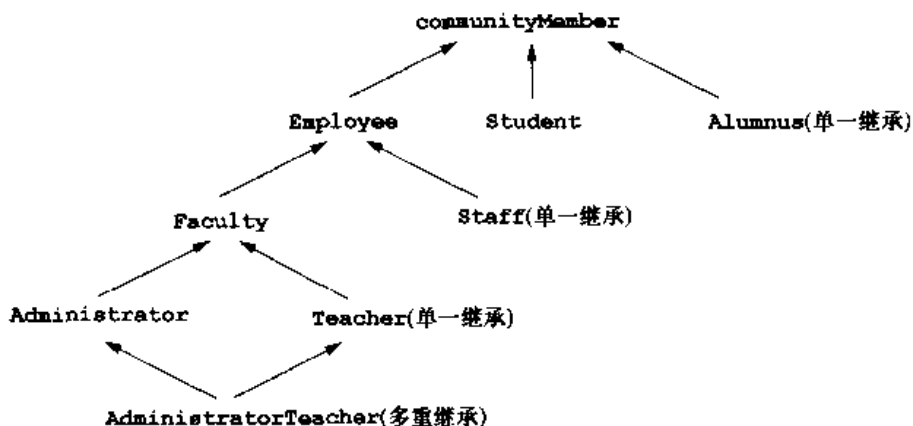 communityMember
Employee Student Alumnus(单一继承)
Faculty Staff(单一继承)
Administrator Teacher(单一继承)
AdministratorTeacher(多重继承)